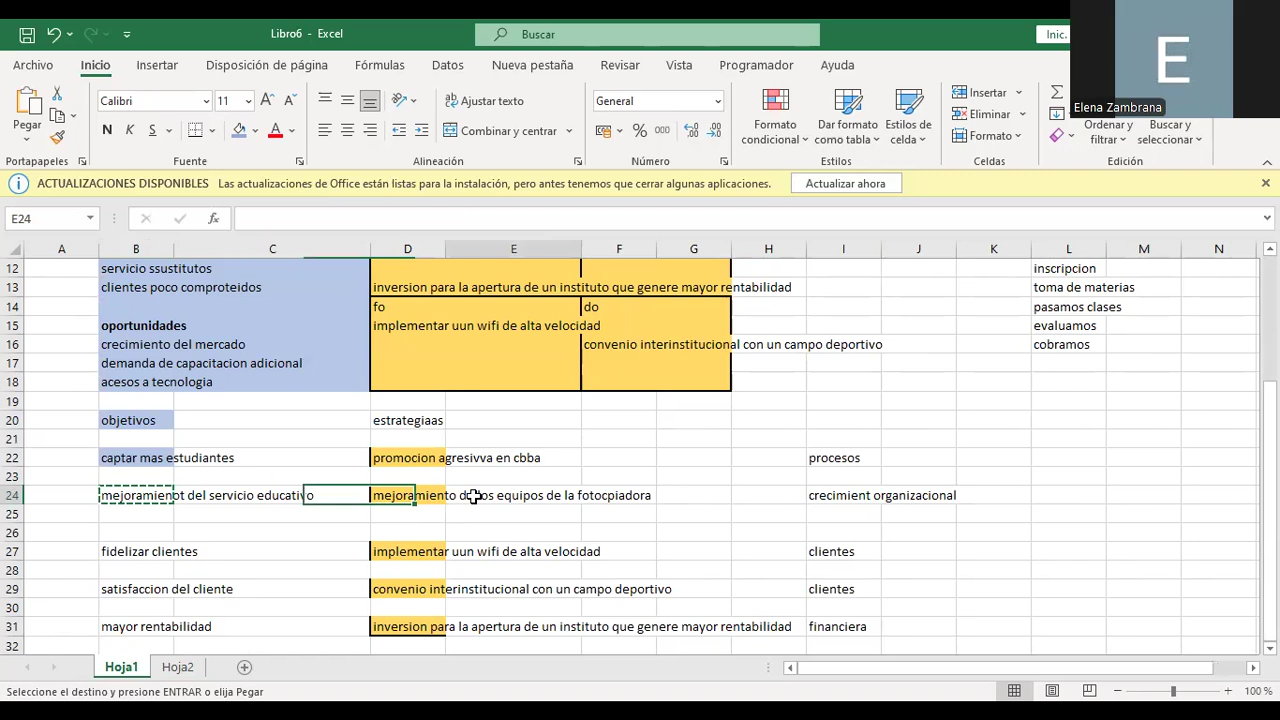 Libro6 - Excel
Buscar
Inic.
E
Elena Zambrana
Archivo Inicio Insertar Disposición de página Fórmulas Datos Nueva pestaña Revisar Vista Programador Ayuda
Pegar
Calibri 11
N K S
Ajustar texto
Combinar y centrar
General
% 000
Formato condicional
Dar formato como tabla
Estilos de celda
Insertar
Eliminar
Formato
Ordenar y filtrar
Buscar y seleccionar
Portapapeles Fuente Alineación Número Estilos Celdas Edición
ACTUALIZACIONES DISPONIBLES Las actualizaciones de Office están listas para la instalación, pero antes tenemos que cerrar algunas aplicaciones. Actualizar ahora
E24 fx
A B C D E F G H I J K L M N
12 servicio ssustitutos inscripcion
13 clientes poco comproteidos inversion para la apertura de un instituto que genere mayor rentabilidad toma de materias
14 fo do pasamos clases
15 oportunidades implementar uun wifi de alta velocidad evaluamos
16 crecimiento del mercado convenio interinstitucional con un campo deportivo cobramos
17 demanda de capacitacion adicional
18 acesos a tecnologia
19
20 objetivos estrategiaas
21
22 captar mas estudiantes promocion agresivva en cbba procesos
23
24 mejoramienot del servicio educativo mejoramiento de los equipos de la fotocpiadora crecimient organizacional
25
26
27 fidelizar clientes implementar uun wifi de alta velocidad clientes
28
29 satisfaccion del cliente convenio interinstitucional con un campo deportivo clientes
30
31 mayor rentabilidad inversion para la apertura de un instituto que genere mayor rentabilidad financiera
32
Hoja1 Hoja2
Seleccione el destino y presione ENTRAR o elija Pegar 100 %